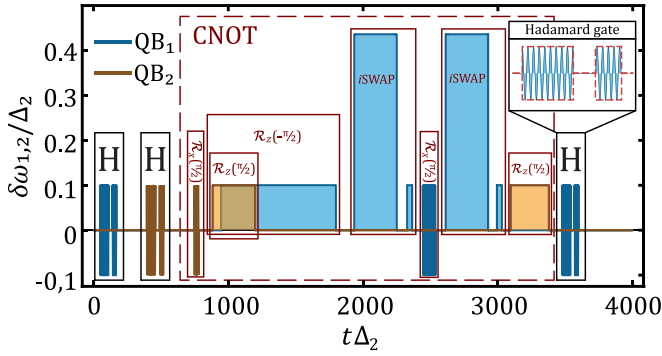 CNOT
QB₁
QB₂
Hadamard gate
H
H
ℛₓ(π/2)
ℛ_z(-π/2)
ℛ_z(π/2)
iSWAP
ℛₓ(π/2)
iSWAP
ℛ_z(π/2)
H
δω₁,₂/Δ₂
0.4
0.3
0.2
0.1
0
-0,1
0
1000
2000
3000
4000
tΔ₂